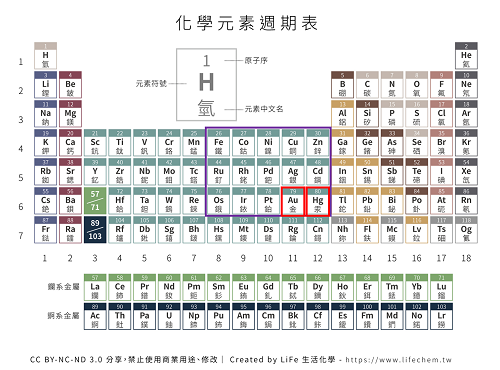 化學元素週期表
1 H 氫
原子序
元素符號
元素中文名
1 2 3 4 5 6 7
1 H 氫 2 He 氦
3 Li 鋰 4 Be 鈹 5 B 硼 6 C 碳 7 N 氮 8 O 氧 9 F 氟 10 Ne 氖
11 Na 鈉 12 Mg 鎂 13 Al 鋁 14 Si 矽 15 P 磷 16 S 硫 17 Cl 氯 18 Ar 氬
19 K 鉀 20 Ca 鈣 21 Sc 鈧 22 Ti 鈦 23 V 釩 24 Cr 鉻 25 Mn 錳 26 Fe 鐵 27 Co 鈷 28 Ni 鎳 29 Cu 銅 30 Zn 鋅 31 Ga 鎵 32 Ge 鍺 33 As 砷 34 Se 硒 35 Br 溴 36 Kr 氪
37 Rb 銣 38 Sr 鍶 39 Y 釔 40 Zr 鋯 41 Nb 鈮 42 Mo 鉬 43 Tc 鎝 44 Ru 釕 45 Rh 銠 46 Pd 鈀 47 Ag 銀 48 Cd 鎘 49 In 銦 50 Sn 錫 51 Sb 銻 52 Te 碲 53 I 碘 54 Xe 氙
55 Cs 銫 56 Ba 鋇 57/71 72 Hf 鉿 73 Ta 鉭 74 W 鎢 75 Re 錸 76 Os 鋨 77 Ir 銥 78 Pt 鉑 79 Au 金 80 Hg 汞 81 Tl 鉈 82 Pb 鉛 83 Bi 鉍 84 Po 釙 85 At 砈 86 Rn 氡
87 Fr 鍅 88 Ra 鐳 89/103 104 Rf 鑪 105 Db 𨧀 106 Sg 𨭎 107 Bh 𨨏 108 Hs 𨭆 109 Mt 䥑 110 Ds 鐽 111 Rg 錀 112 Cn 鎶 113 Nh 鉨 114 Fl 鈇 115 Mc 鏌 116 Lv 鉝 117 Ts 鿬 118 Og 鿫
1 2 3 4 5 6 7 8 9 10 11 12 13 14 15 16 17 18
鑭系金屬 57 La 鑭 58 Ce 鈰 59 Pr 鐠 60 Nd 釹 61 Pm 鉕 62 Sm 釤 63 Eu 銪 64 Gd 釓 65 Tb 鋱 66 Dy 鏑 67 Ho 鈥 68 Er 鉺 69 Tm 銩 70 Yb 鐿 71 Lu 鎦
錒系金屬 89 Ac 錒 90 Th 釷 91 Pa 鏷 92 U 鈾 93 Np 錼 94 Pu 鈽 95 Am 鋂 96 Cm 鋦 97 Bk 鉳 98 Cf 鉲 99 Es 鑀 100 Fm 鐨 101 Md 鍆 102 No 鍩 103 Lr 鐒
CC BY-NC-ND 3.0 分享,禁止使用商業用途、修改 | Created by LiFe 生活化學 - https://www.lifechem.tw